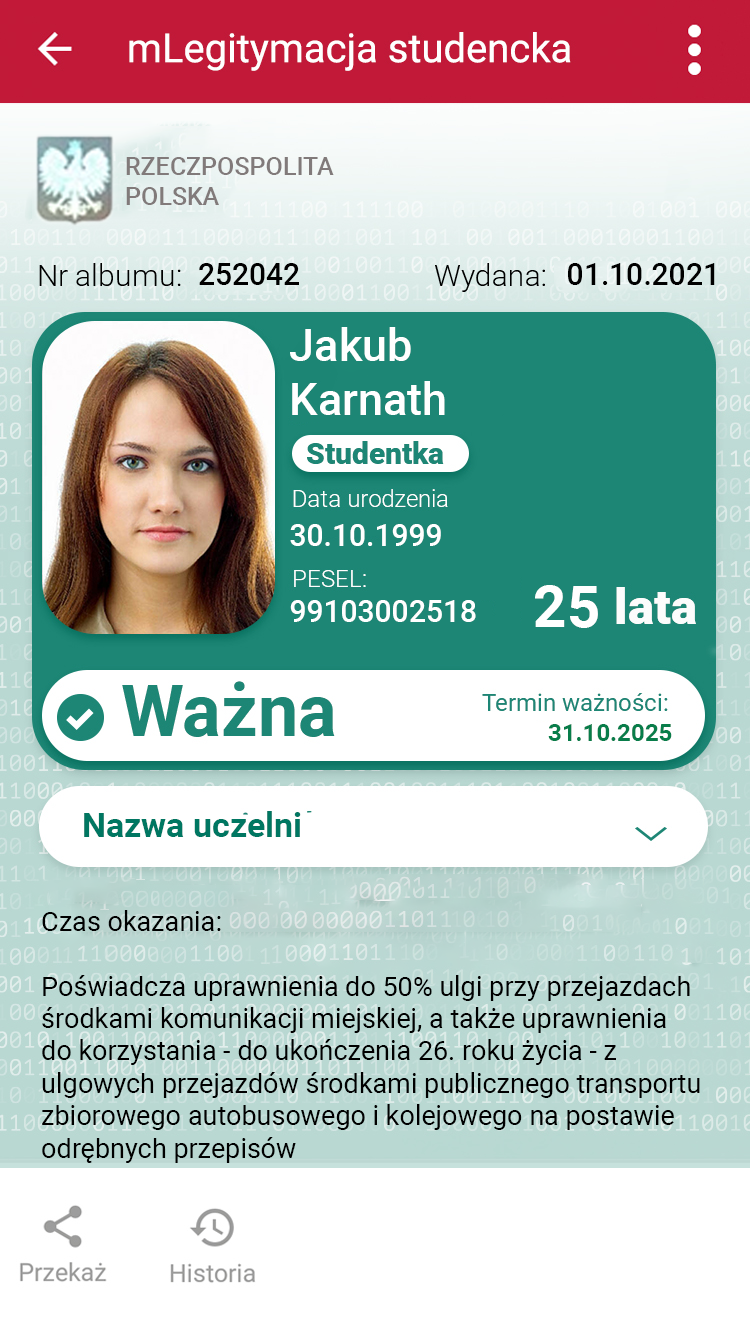 mLegitymacja studencka
RZECZPOSPOLITA
POLSKA
Nr albumu: 252042 Wydana: 01.10.2021
Jakub
Karnath
Studentka
Data urodzenia
30.10.1999
PESEL:
99103002518
25 lata
Ważna
Termin ważności:
31.10.2025
Nazwa uczelni
Czas okazania:
Poświadcza uprawnienia do 50% ulgi przy przejazdach
środkami komunikacji miejskiej, a także uprawnienia
do korzystania - do ukończenia 26. roku życia - z
ulgowych przejazdów środkami publicznego transportu
zbiorowego autobusowego i kolejowego na postawie
odrębnych przepisów
Przekaż
Historia